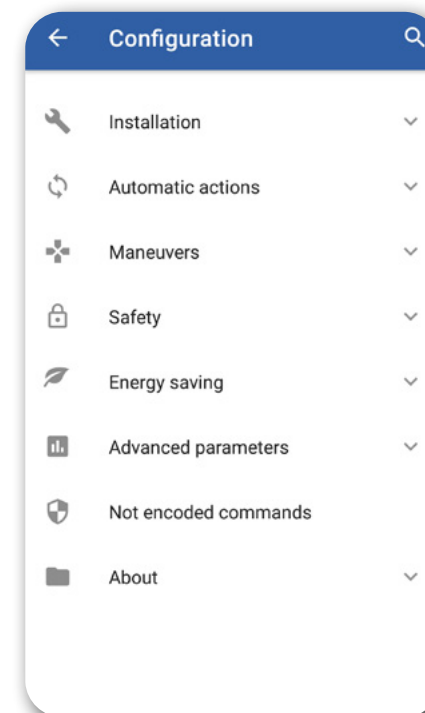 Configuration
Installation
Automatic actions
Maneuvers
Safety
Energy saving
Advanced parameters
Not encoded commands
About